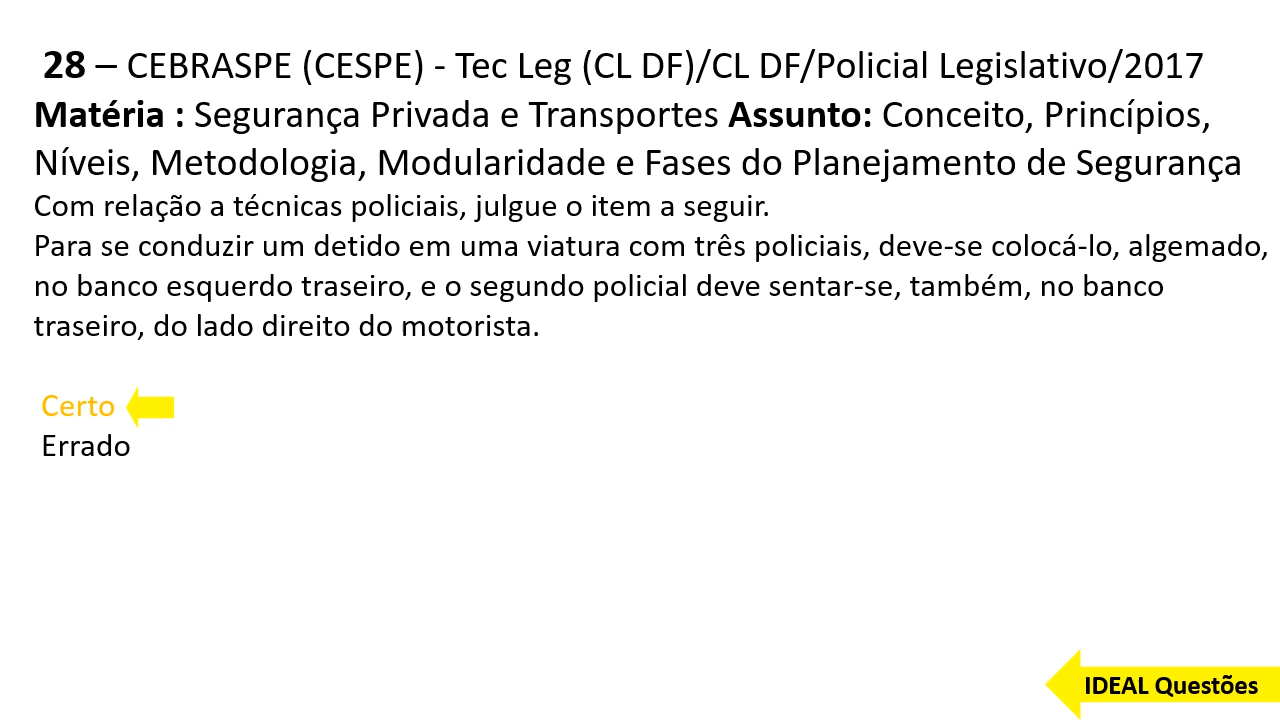 28 – CEBRASPE (CESPE) - Tec Leg (CL DF)/CL DF/Policial Legislativo/2017
Matéria : Segurança Privada e Transportes Assunto: Conceito, Princípios,
Níveis, Metodologia, Modularidade e Fases do Planejamento de Segurança
Com relação a técnicas policiais, julgue o item a seguir.
Para se conduzir um detido em uma viatura com três policiais, deve-se colocá-lo, algemado,
no banco esquerdo traseiro, e o segundo policial deve sentar-se, também, no banco
traseiro, do lado direito do motorista.
Certo
Errado
IDEAL Questões